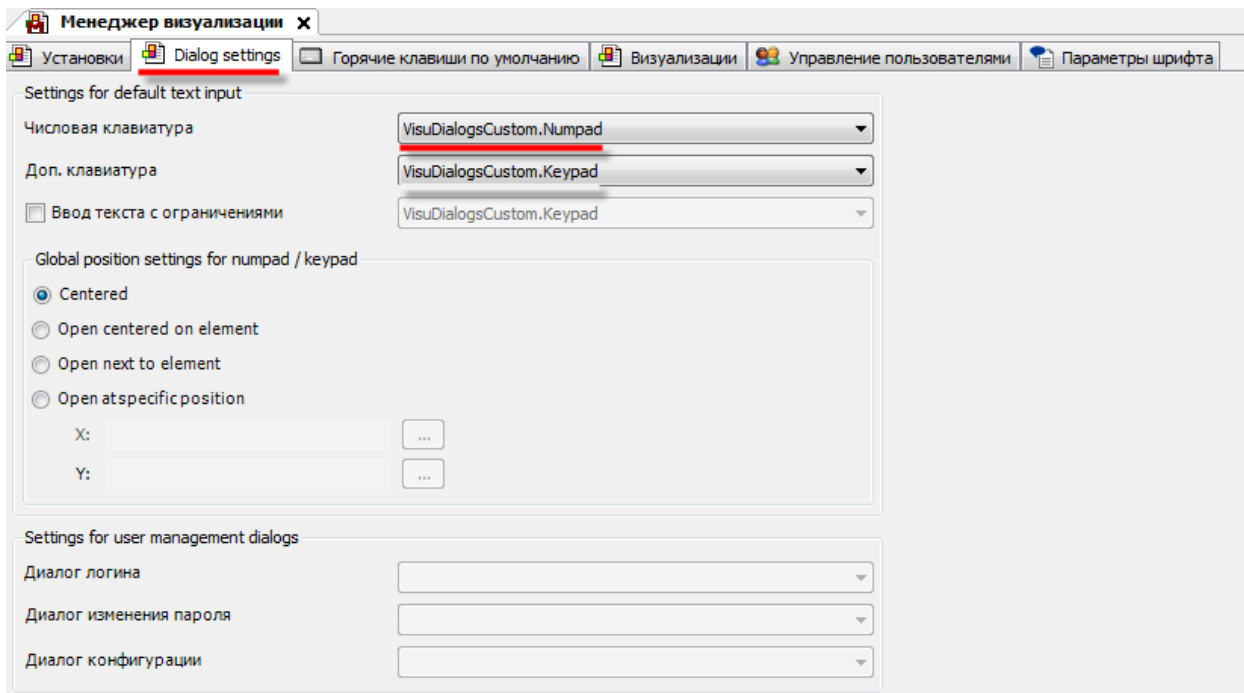 Менеджер визуализации X
Установки Dialog settings Горячие клавиши по умолчанию Визуализации Управление пользователями Параметры шрифта
Settings for default text input
Числовая клавиатура VisuDialogsCustom.Numpad
Доп. клавиатура VisuDialogsCustom.Keypad
Ввод текста с ограничениями VisuDialogsCustom.Keypad
Global position settings for numpad / keypad
Centered
Open centered on element
Open next to element
Open at specific position
X: ...
Y: ...
Settings for user management dialogs
Диалог логина
Диалог изменения пароля
Диалог конфигурации